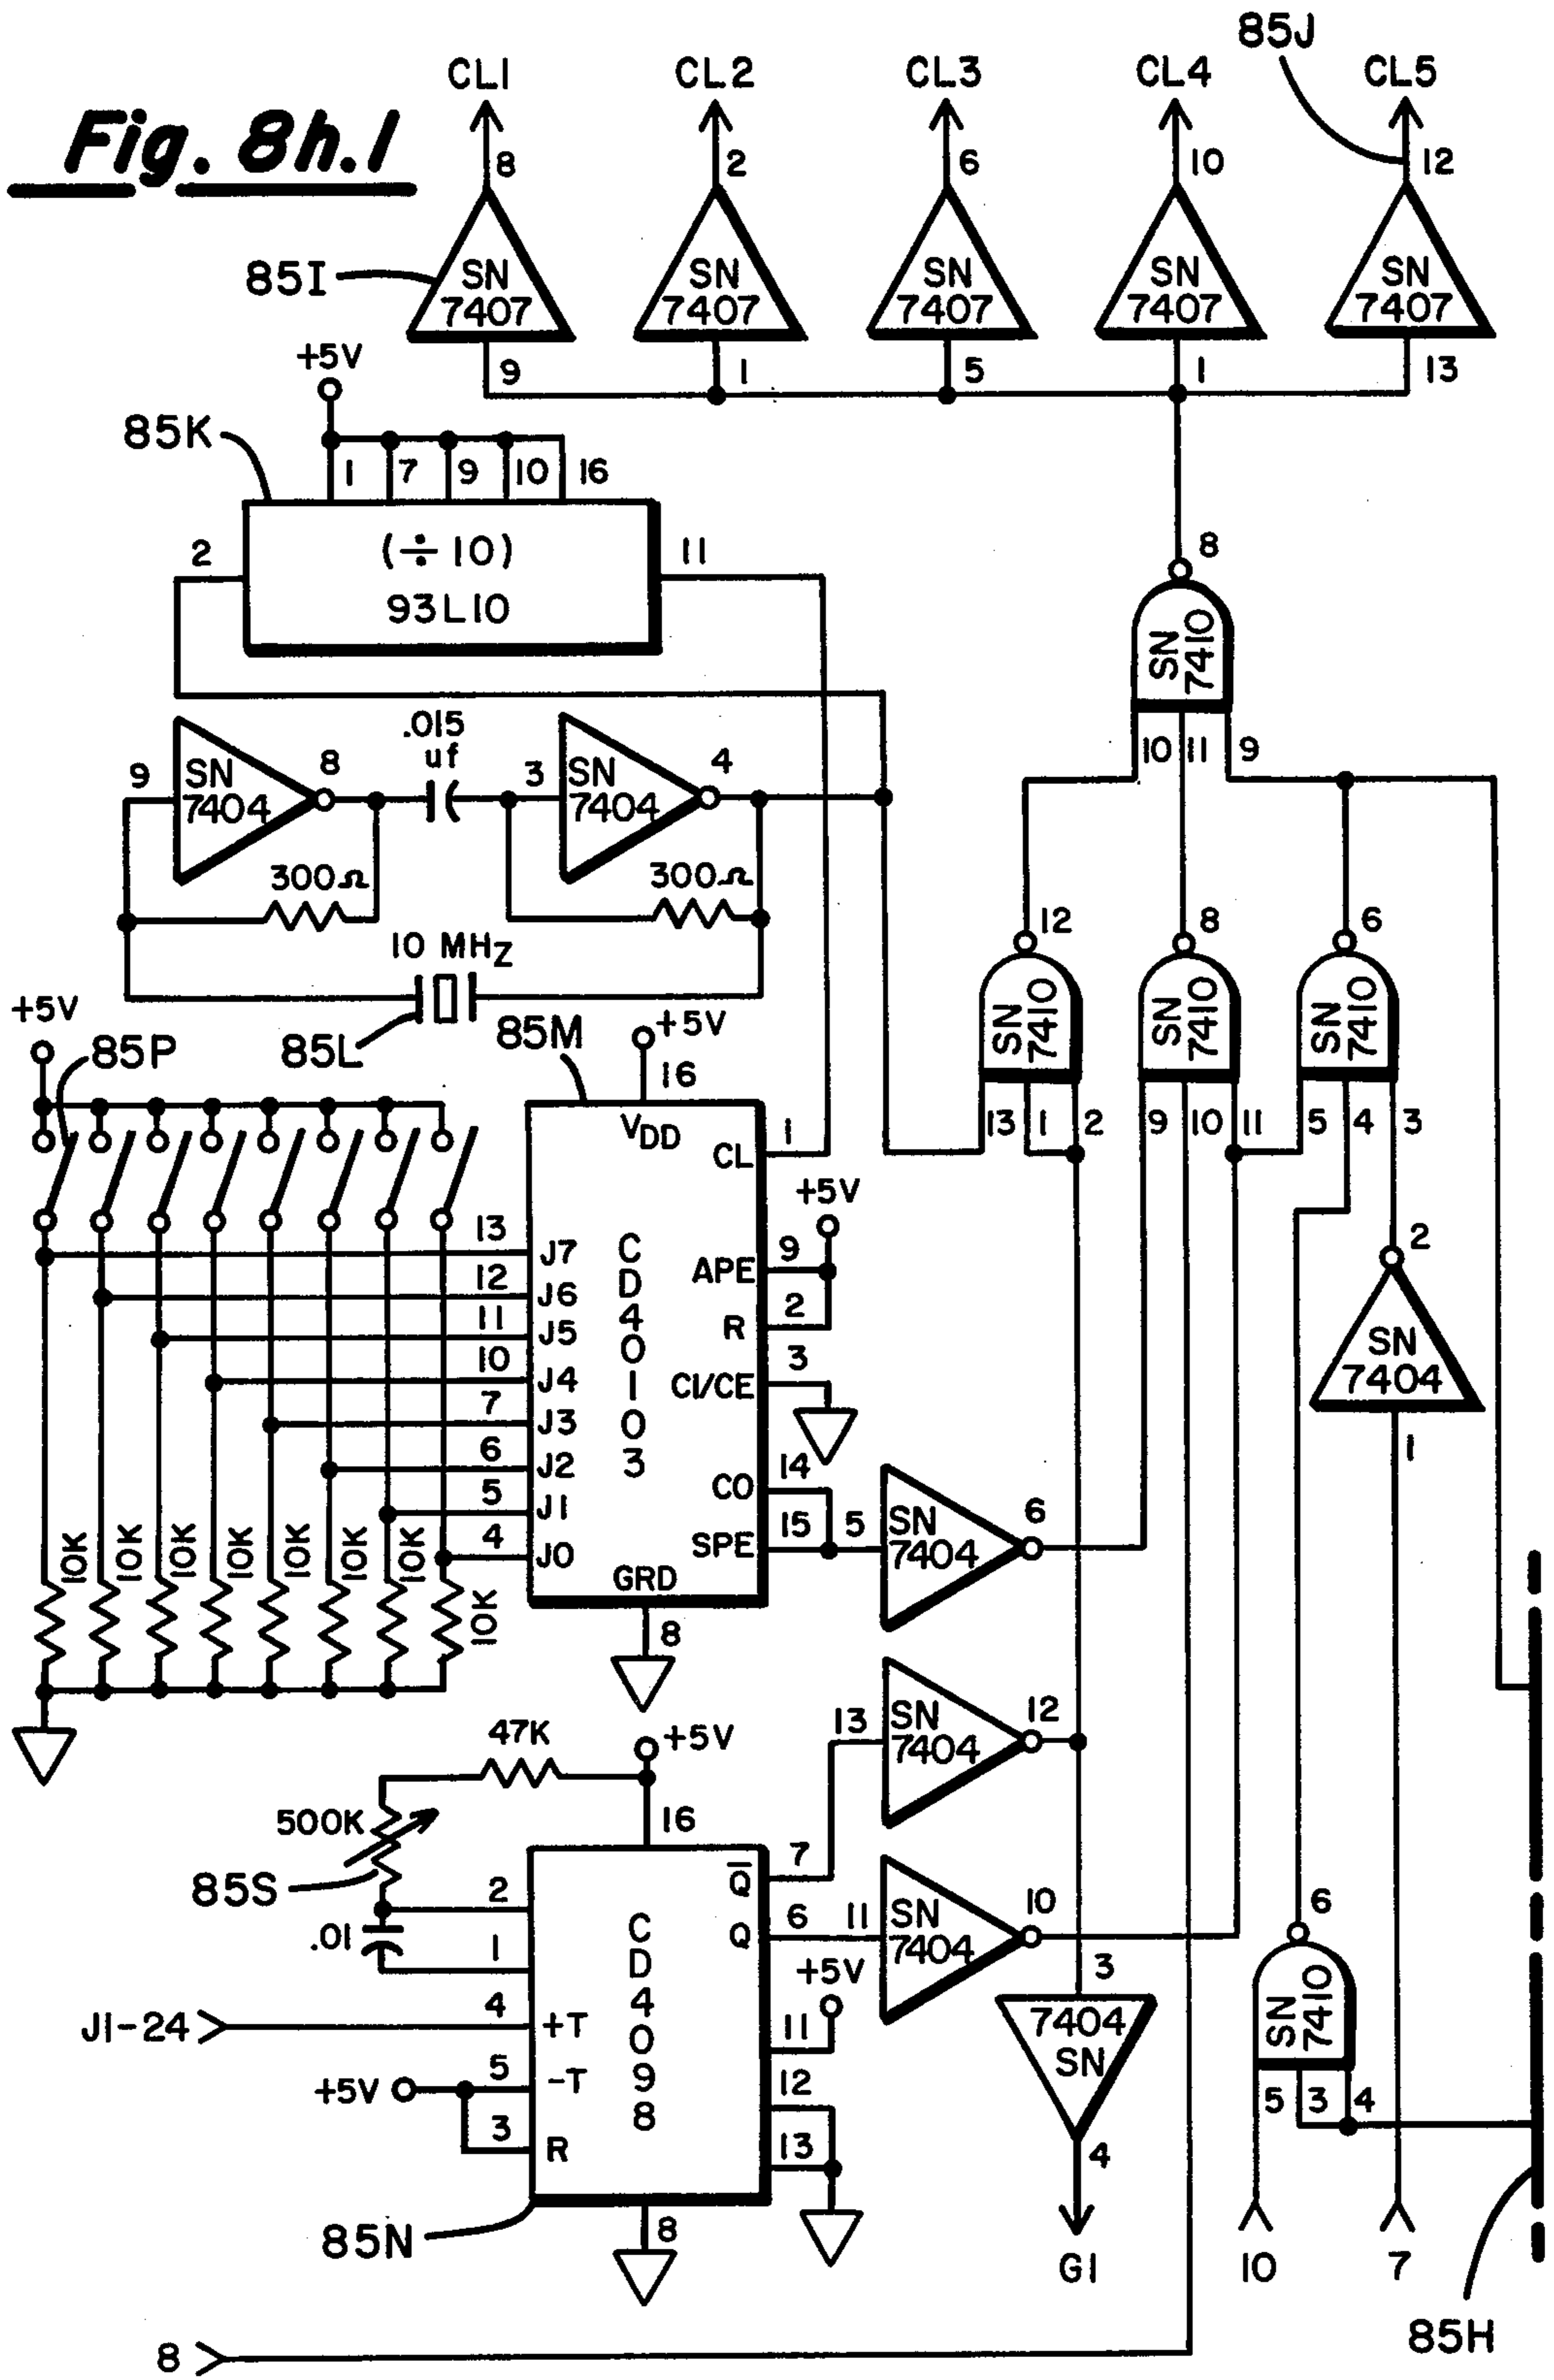 Fig. 8h.1
85J
CL1 CL2 CL3 CL4 CL5
8 2 6 10 12
85I
SN 7407
SN 7407
SN 7407
SN 7407
SN 7407
9 1 5 1 13
+5V
85K
1 7 9 10 16
2
(÷10)
93L10
11
8
SN 7410
10 11 9
9
SN 7404
8
.015 uf
3
SN 7404
4
300Ω
300Ω
10 MHz
85L
12
SN 7410
13 1 2
8
SN 7410
9 10 11
6
SN 7410
5 4 3
+5V
85P
85M
+5V
16
VDD
CL 1
+5V
CD40103
13 J7
12 J6
11 J5
10 J4
7 J3
6 J2
5 J1
4 J0
APE 9
R 2
CI/CE 3
CO 14
SPE 15
GRD
8
10K 10K 10K 10K 10K 10K 10K 10K
2
SN 7404
1
5
SN 7404
6
13
SN 7404
12
11
SN 7404
10
47K
+5V
500K
85S
16
.01
2
1
J1-24
4 +T
+5V
5 -T
3 R
CD4098
Q̅ 7
Q 6
+5V
11
12
13
8
85N
3
7404 SN
4
G1
6
SN 7410
5 3 4
10
7
85H
8